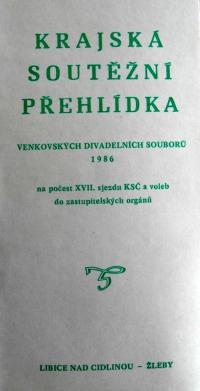 KRAJSKÁ
SOUTĚŽNÍ
PŘEHLÍDKA
VENKOVSKÝCH DIVADELNÍCH SOUBORŮ
1986
na počest XVII. sjezdu KSČ a voleb
do zastupitelských orgánů
LIBICE NAD CIDLINOU – ŽLEBY